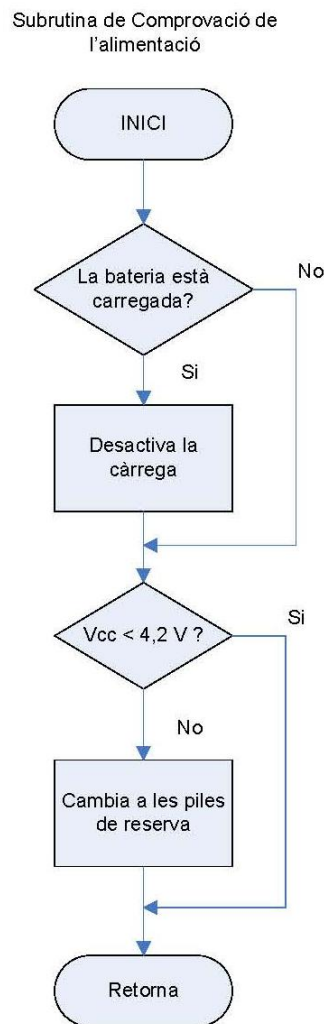 Subrutina de Comprovació de
l'alimentació
INICI
La bateria està
carregada?
No
Si
Desactiva la
càrrega
Vcc < 4,2 V ?
Si
No
Cambia a les piles
de reserva
Retorna